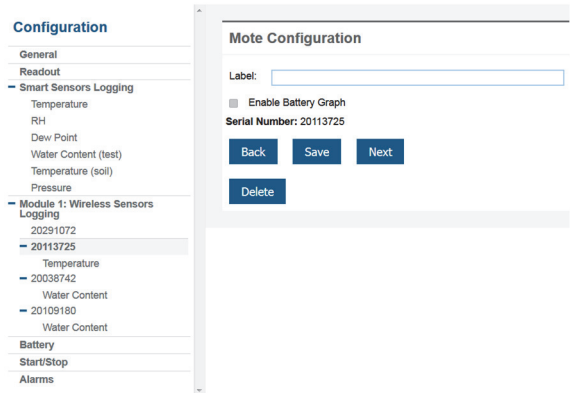 Configuration
General
Readout
Smart Sensors Logging
Temperature
RH
Dew Point
Water Content (test)
Temperature (soil)
Pressure
Module 1: Wireless Sensors
Logging
20291072
20113725
Temperature
20038742
Water Content
20109180
Water Content
Battery
Start/Stop
Alarms
Mote Configuration
Label:
Enable Battery Graph
Serial Number: 20113725
Back Save Next
Delete